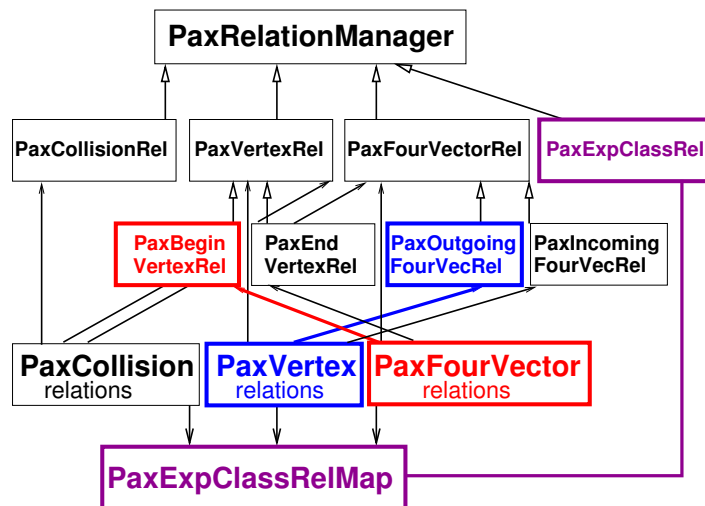 PaxRelationManager
PaxCollisionRel
PaxVertexRel
PaxFourVectorRel
PaxExpClassRel
PaxBegin
VertexRel
PaxEnd
VertexRel
PaxOutgoing
FourVecRel
PaxIncoming
FourVecRel
PaxCollision
relations
PaxVertex
relations
PaxFourVector
relations
PaxExpClassRelMap